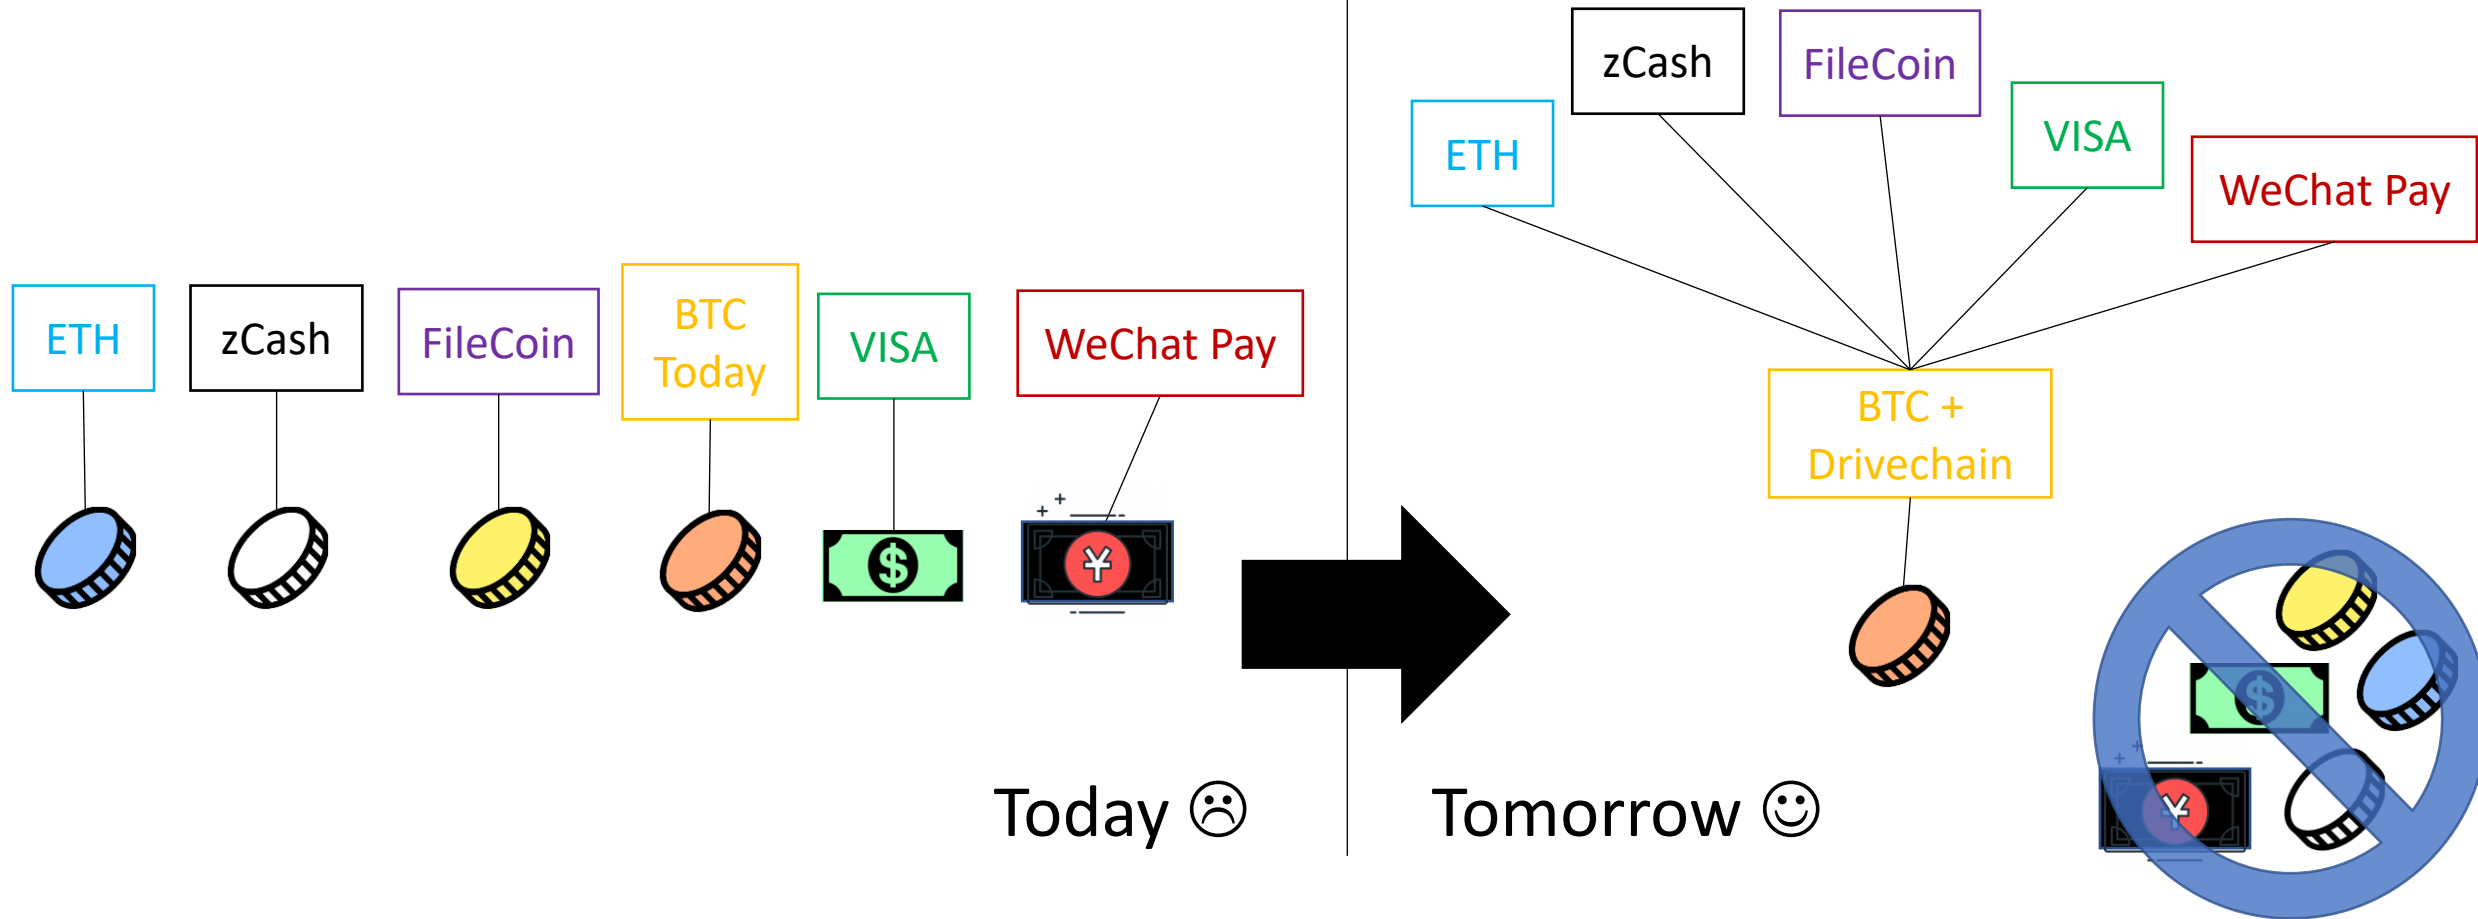 ETH
zCash
FileCoin
BTC
Today
VISA
WeChat Pay
$
¥
Today ☹
zCash
FileCoin
ETH
VISA
WeChat Pay
BTC +
Drivechain
Tomorrow ☺
$
¥